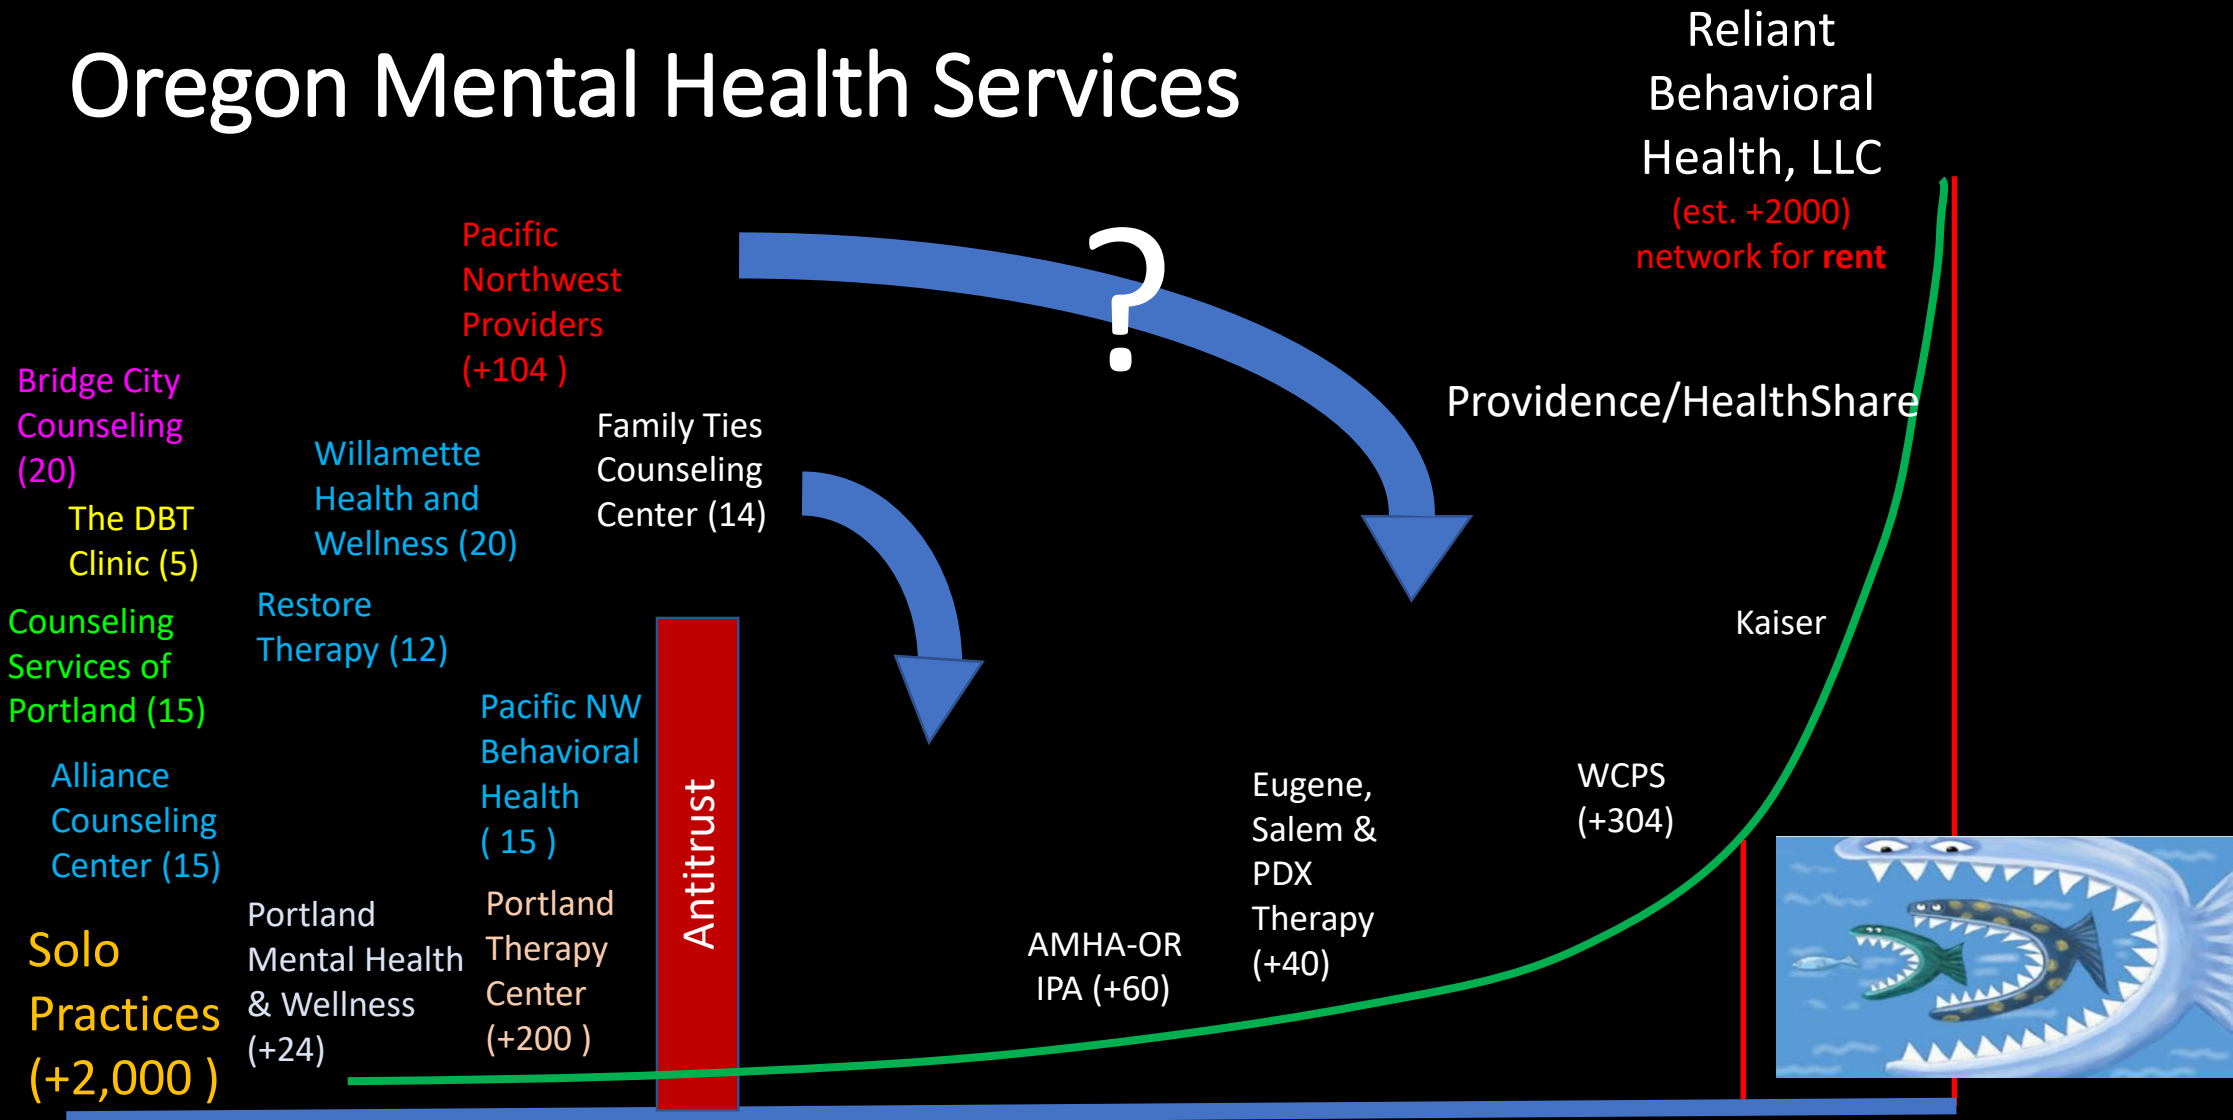 Oregon Mental Health Services
Reliant
Behavioral
Health, LLC
(est. +2000)
network for rent
Pacific
Northwest
Providers
(+104 )
?
Bridge City
Counseling
(20)
Willamette
Health and
Wellness (20)
Family Ties
Counseling
Center (14)
Providence/HealthShare
The DBT
Clinic (5)
Restore
Therapy (12)
Counseling
Services of
Portland (15)
Kaiser
Pacific NW
Behavioral
Health
( 15 )
Antitrust
Alliance
Counseling
Center (15)
Eugene,
Salem &
PDX
Therapy
(+40)
WCPS
(+304)
Solo
Practices
(+2,000 )
Portland
Mental Health
& Wellness
(+24)
Portland
Therapy
Center
(+200 )
AMHA-OR
IPA (+60)